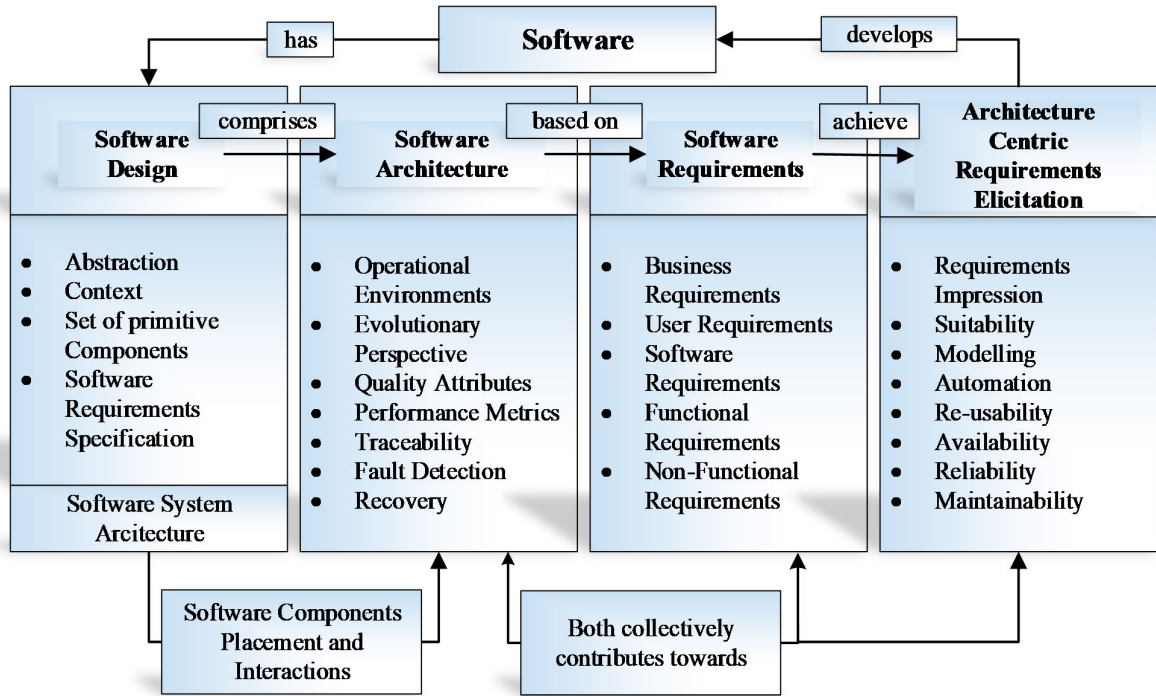 Software
has
develops
Software
Design
comprises
Software
Architecture
based on
Software
Requirements
achieve
Architecture
Centric
Requirements
Elicitation
• Abstraction
• Context
• Set of primitive
Components
• Software
Requirements
Specification
Software System
Arcitecture
• Operational
Environments
• Evolutionary
Perspective
• Quality Attributes
• Performance Metrics
• Traceability
• Fault Detection
• Recovery
• Business
Requirements
• User Requirements
• Software
Requirements
• Functional
Requirements
• Non-Functional
Requirements
• Requirements
Impression
• Suitability
• Modelling
• Automation
• Re-usability
• Availability
• Reliability
• Maintainability
Software Components
Placement and
Interactions
Both collectively
contributes towards